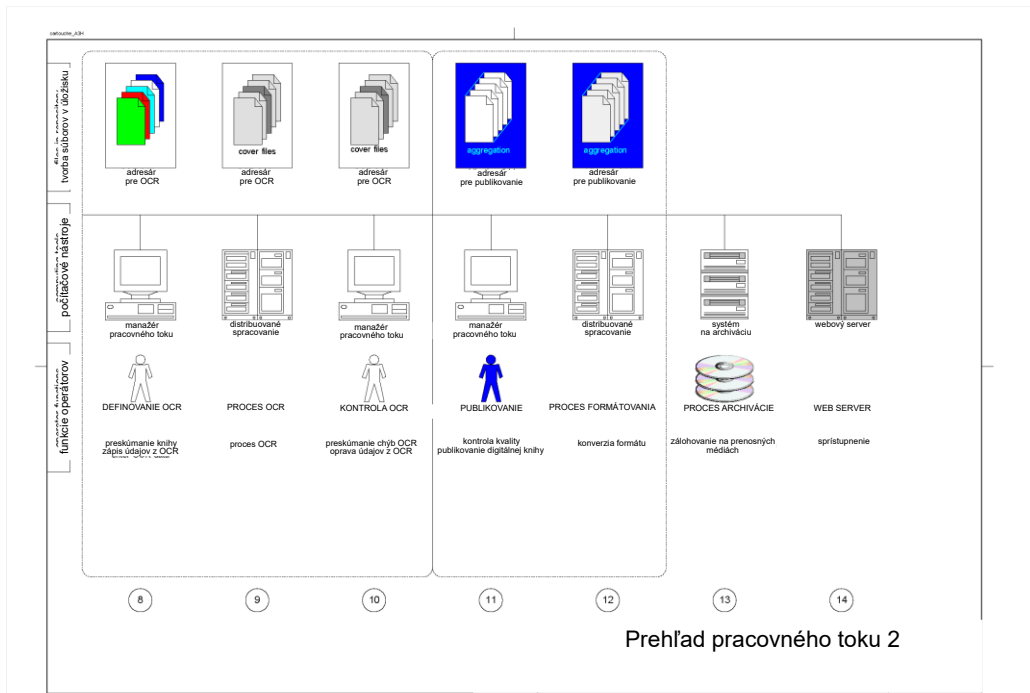 cartouche_A3H
tvorba súborov v úložisku
cover files
cover files
aggregation
aggregation
adresár
pre OCR
adresár
pre OCR
adresár
pre OCR
adresár
pre publikovanie
adresár
pre publikovanie
počítačové nástroje
manažér
pracovného toku
distribuované
spracovanie
manažér
pracovného toku
manažér
pracovného toku
distribuované
spracovanie
systém
na archiváciu
webový server
funkcie operátorov
DEFINOVANIE OCR
PROCES OCR
KONTROLA OCR
PUBLIKOVANIE
PROCES FORMÁTOVANIA
PROCES ARCHIVÁCIE
WEB SERVER
preskúmanie knihy
zápis údajov z OCR
proces OCR
preskúmanie chýb OCR
oprava údajov z OCR
kontrola kvality
publikovanie digitálnej knihy
konverzia formátu
zálohovanie na prenosných
médiách
sprístupnenie
8
9
10
11
12
13
14
Prehľad pracovného toku 2